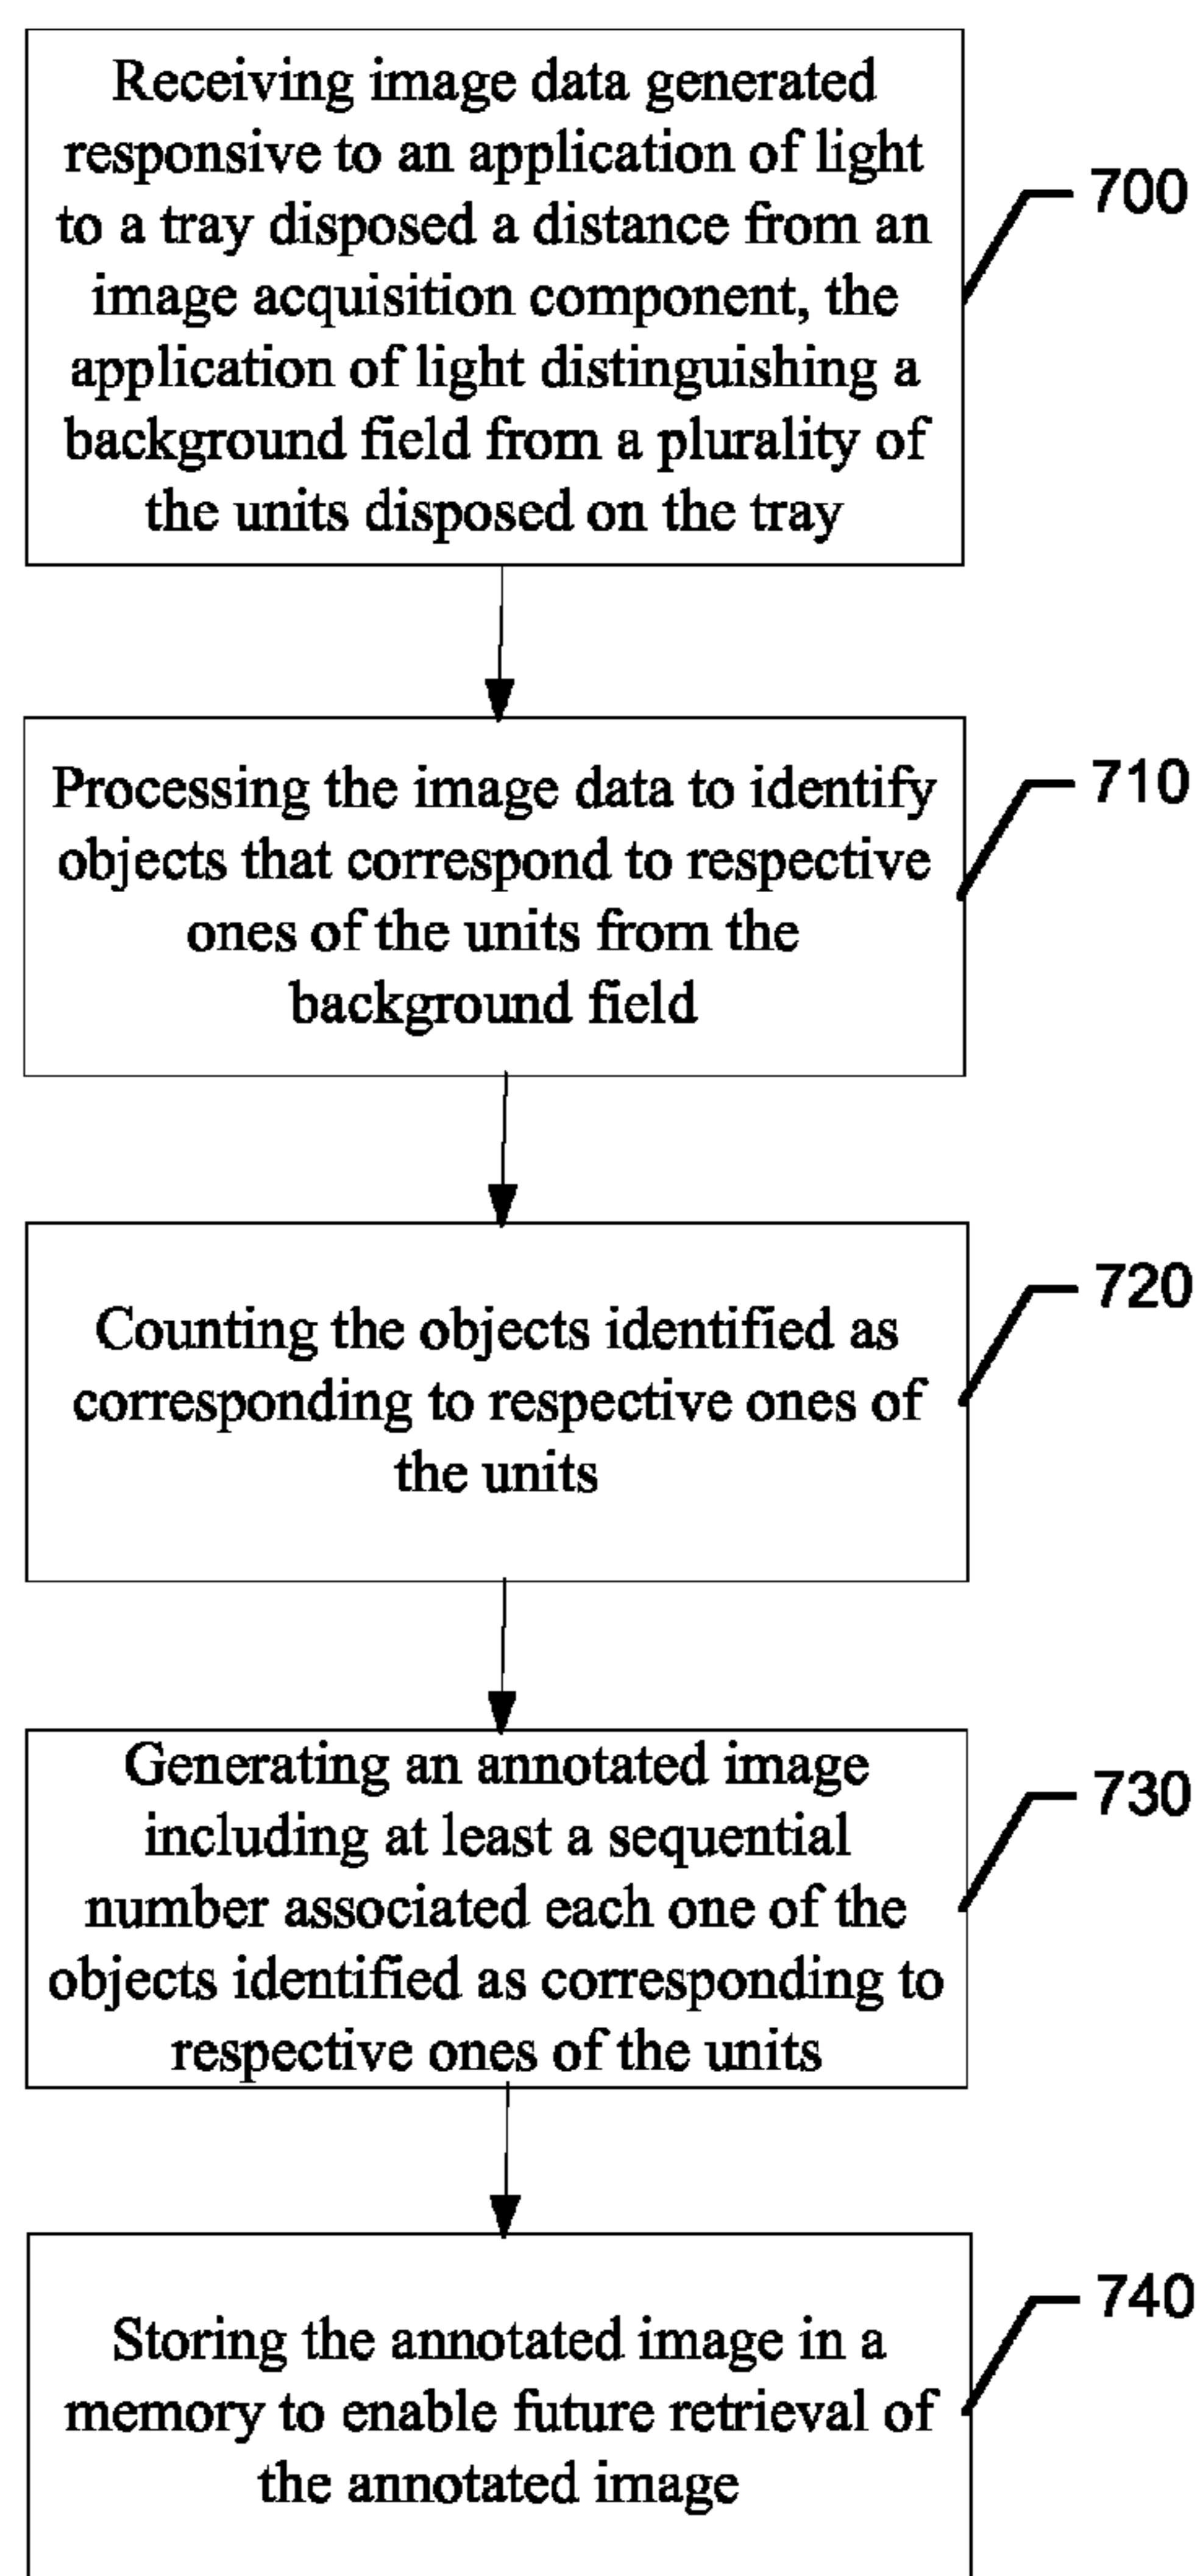 Receiving image data generated
responsive to an application of light
to a tray disposed a distance from an
image acquisition component, the
application of light distinguishing a
background field from a plurality of
the units disposed on the tray
700
Processing the image data to identify
objects that correspond to respective
ones of the units from the
background field
710
Counting the objects identified as
corresponding to respective ones of
the units
720
Generating an annotated image
including at least a sequential
number associated each one of the
objects identified as corresponding to
respective ones of the units
730
Storing the annotated image in a
memory to enable future retrieval of
the annotated image
740